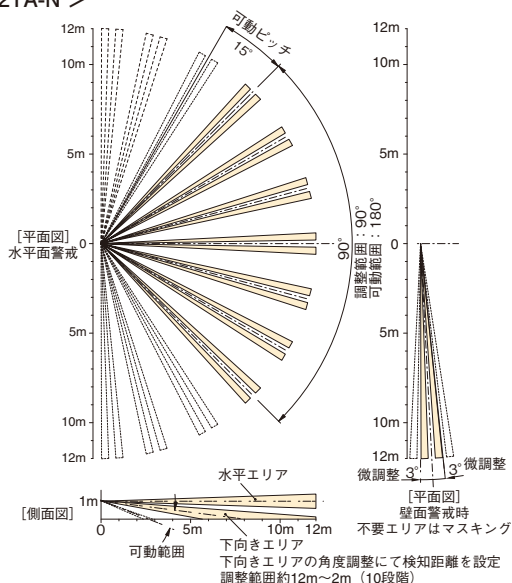 21A-N >
可動ピッチ
15°
12m
10m
5m
0
5m
10m
12m
[平面図]
水平面警戒
90°
調整範囲：90°
可動範囲：180°
12m
10m
5m
0
5m
10m
12m
微調整 3°
3° 微調整
[平面図]
壁面警戒時
不要エリアはマスキング
水平エリア
[側面図]
1m
0
5m
10m 12m
可動範囲
下向きエリア
下向きエリアの角度調整にて検知距離を設定
調整範囲約12m〜2m（10段階）